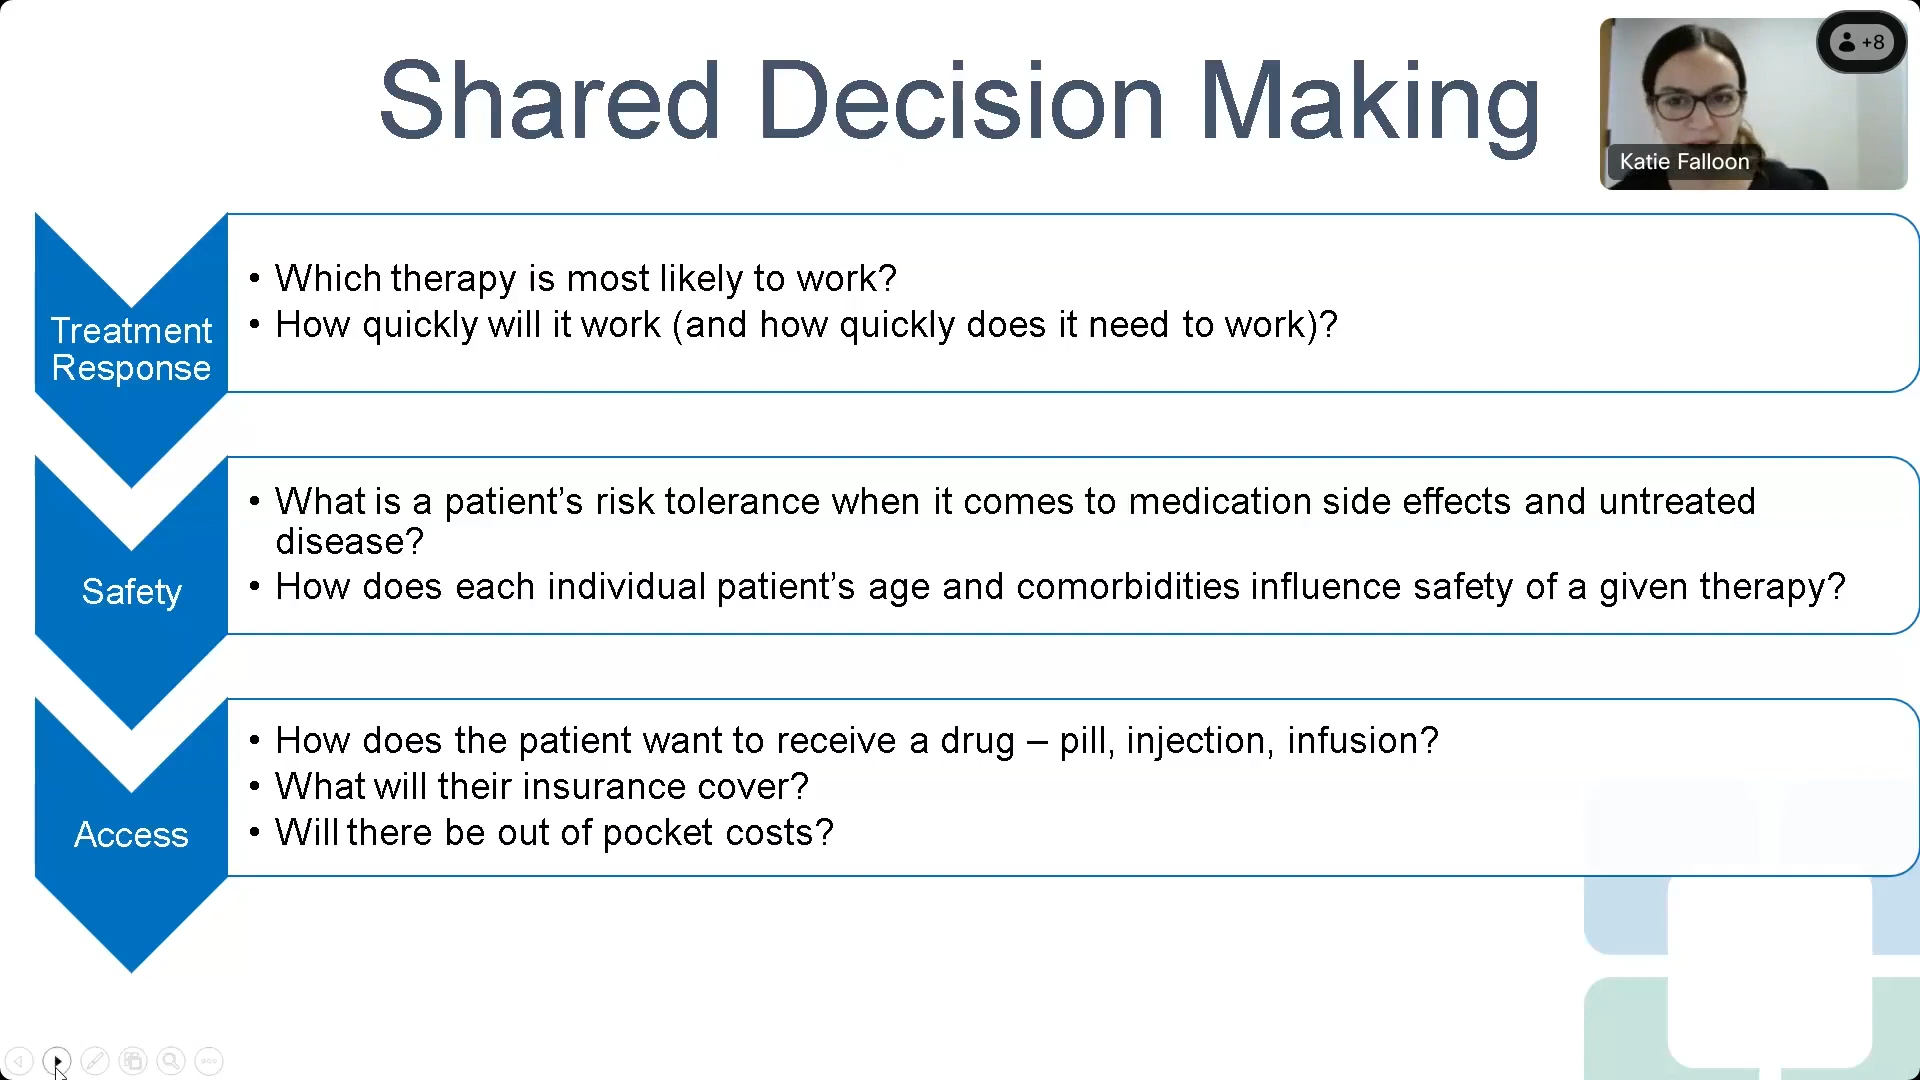 Shared Decision Making
+8
Katie Falloon
Treatment
Response
• Which therapy is most likely to work?
• How quickly will it work (and how quickly does it need to work)?
Safety
• What is a patient’s risk tolerance when it comes to medication side effects and untreated
disease?
• How does each individual patient’s age and comorbidities influence safety of a given therapy?
Access
• How does the patient want to receive a drug – pill, injection, infusion?
• What will their insurance cover?
• Will there be out of pocket costs?